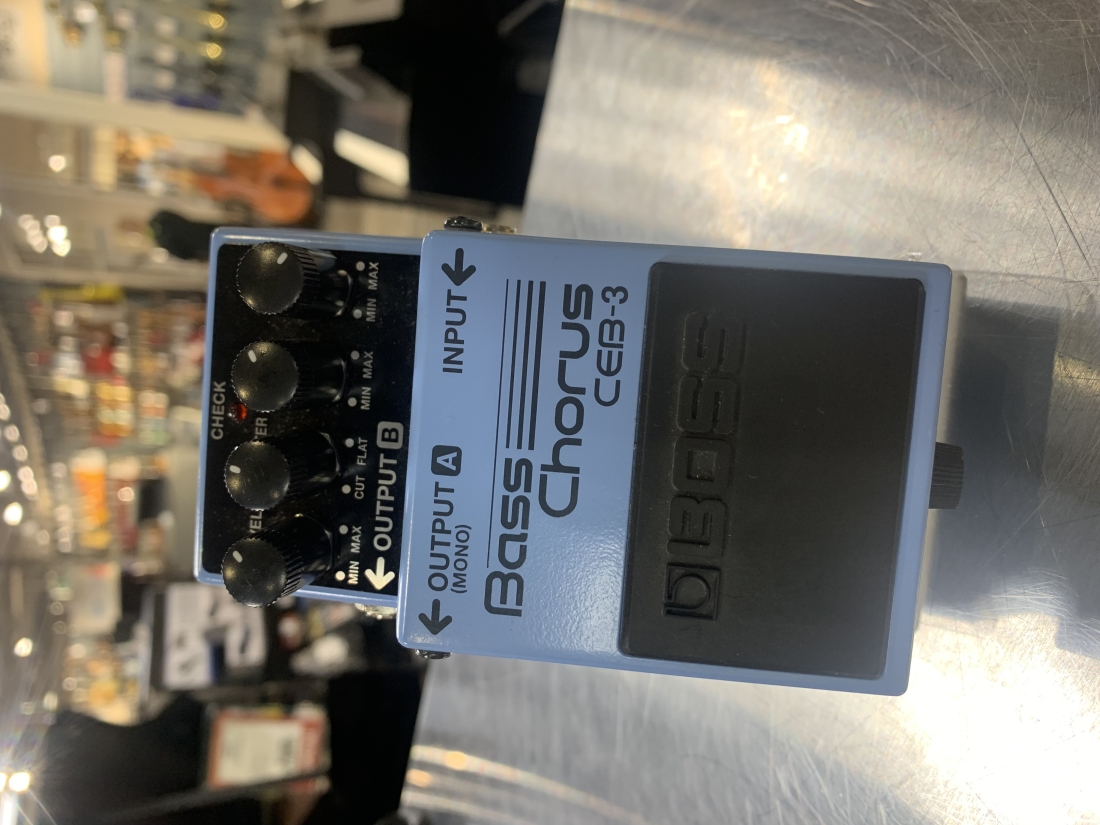 CHECK
MIN MAX
CUT FLAT
MIN MAX
MIN MAX
← OUTPUT B
← OUTPUT A
(MONO)
INPUT ←
Bass
Chorus
CEB-3
BOSS